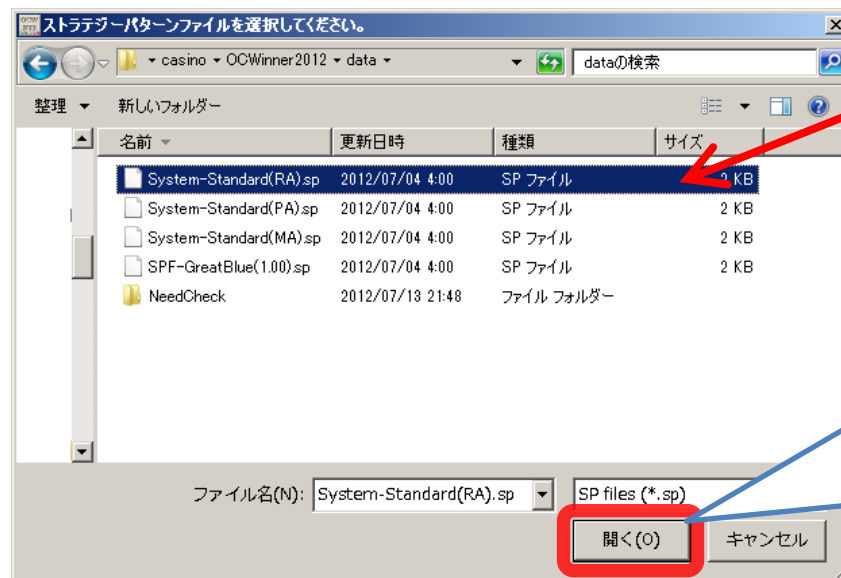 ストラテジーパターンファイルを選択してください。
casino OCWinner2012 data dataの検索
整理 新しいフォルダー
名前 更新日時 種類 サイズ
System-Standard(RA).sp 2012/07/04 4:00 SP ファイル 2 KB
System-Standard(PA).sp 2012/07/04 4:00 SP ファイル 2 KB
System-Standard(MA).sp 2012/07/04 4:00 SP ファイル 2 KB
SPF-GreatBlue(1.00).sp 2012/07/04 4:00 SP ファイル 2 KB
NeedCheck 2012/07/13 21:48 ファイル フォルダー
ファイル名(N): System-Standard(RA).sp SP files (*.sp)
開く(O) キャンセル